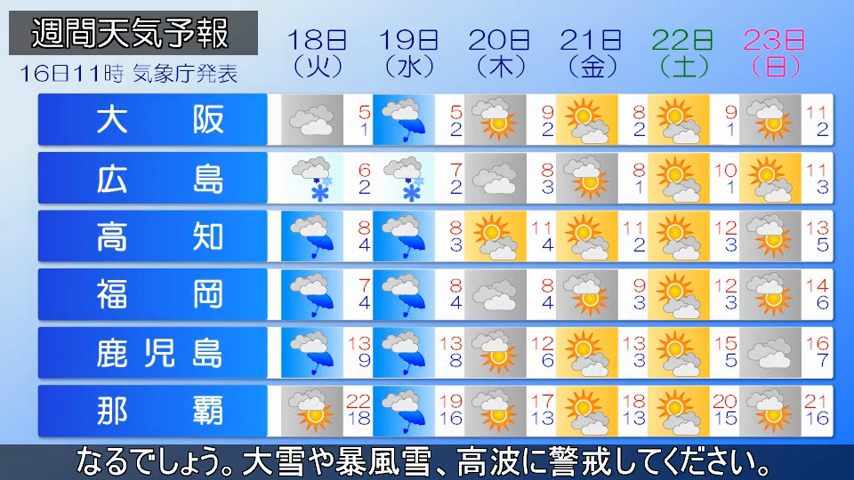 週間天気予報
16日11時 気象庁発表
18日 19日 20日 21日 22日 23日
（火） （水） （木） （金） （土） （日）
大阪 5 1 5 2 9 2 8 2 9 1 11 2
広島 6 2 7 2 8 3 8 1 10 1 11 3
高知 8 4 8 3 11 4 11 2 12 3 13 5
福岡 7 4 8 4 8 4 9 3 12 3 14 6
鹿児島 13 9 13 8 12 6 13 3 15 5 16 7
那覇 22 18 19 16 17 13 18 13 20 15 21 16
なるでしょう。大雪や暴風雪、高波に警戒してください。